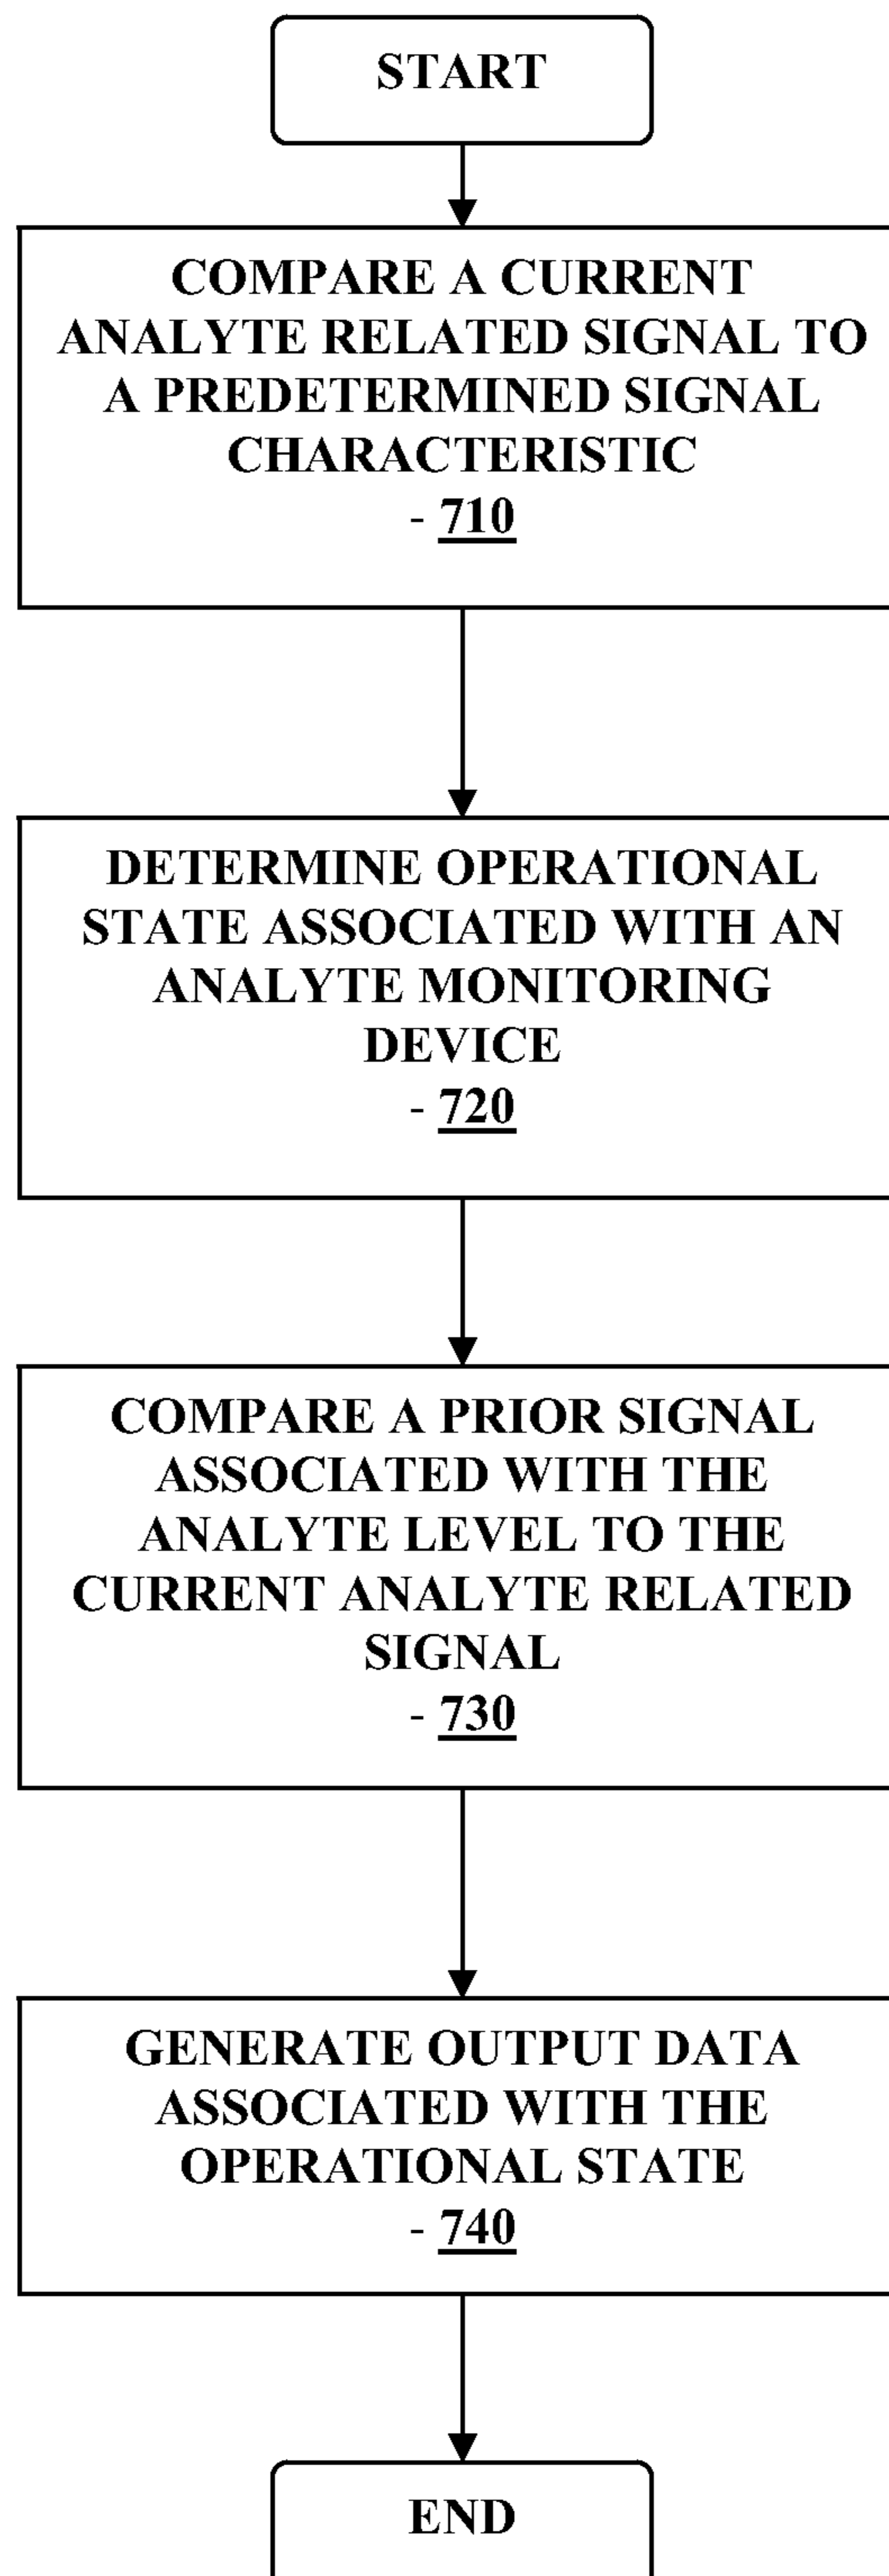 START
COMPARE A CURRENT
ANALYTE RELATED SIGNAL TO
A PREDETERMINED SIGNAL
CHARACTERISTIC
- 710
DETERMINE OPERATIONAL
STATE ASSOCIATED WITH AN
ANALYTE MONITORING
DEVICE
- 720
COMPARE A PRIOR SIGNAL
ASSOCIATED WITH THE
ANALYTE LEVEL TO THE
CURRENT ANALYTE RELATED
SIGNAL
- 730
GENERATE OUTPUT DATA
ASSOCIATED WITH THE
OPERATIONAL STATE
- 740
END